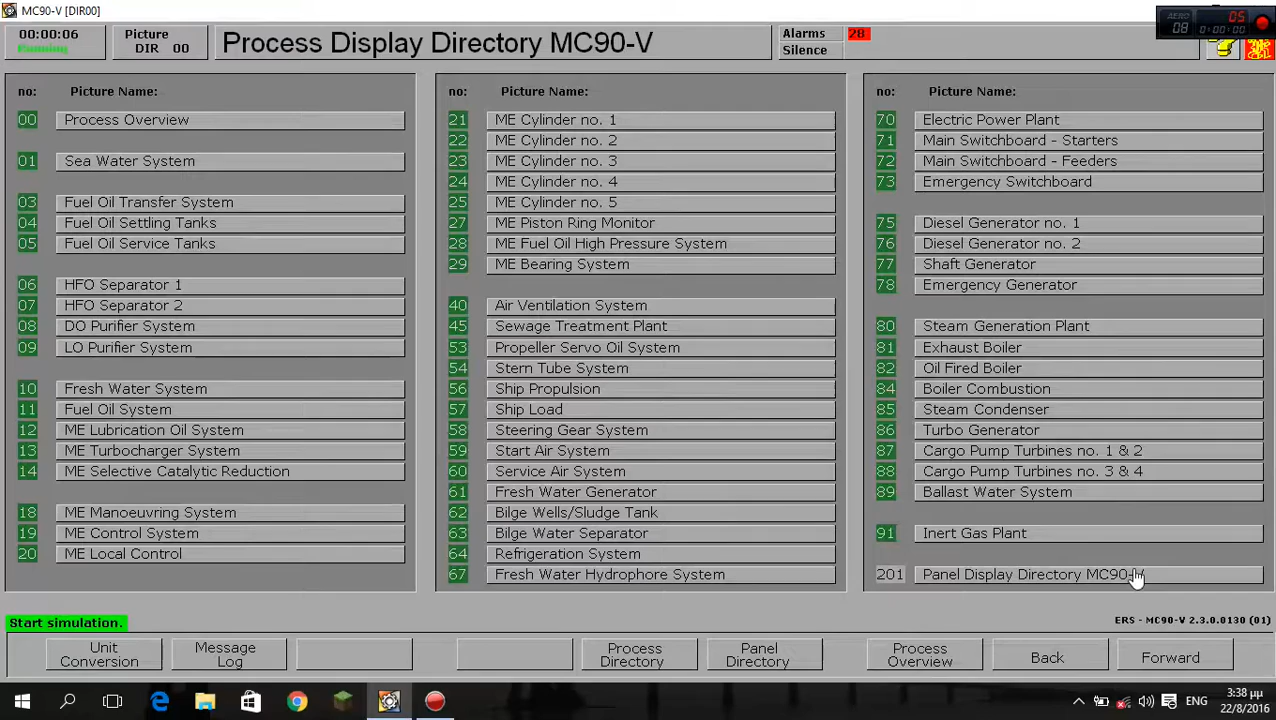 MC90-V [DIR00]
00:00:06
Running
Picture
DIR 00
Process Display Directory MC90-V
Alarms 28
Silence
AERO
08
05
0:00:00
no: Picture Name:
00 Process Overview
01 Sea Water System
03 Fuel Oil Transfer System
04 Fuel Oil Settling Tanks
05 Fuel Oil Service Tanks
06 HFO Separator 1
07 HFO Separator 2
08 DO Purifier System
09 LO Purifier System
10 Fresh Water System
11 Fuel Oil System
12 ME Lubrication Oil System
13 ME Turbocharger System
14 ME Selective Catalytic Reduction
18 ME Manoeuvring System
19 ME Control System
20 ME Local Control
no: Picture Name:
21 ME Cylinder no. 1
22 ME Cylinder no. 2
23 ME Cylinder no. 3
24 ME Cylinder no. 4
25 ME Cylinder no. 5
27 ME Piston Ring Monitor
28 ME Fuel Oil High Pressure System
29 ME Bearing System
40 Air Ventilation System
45 Sewage Treatment Plant
53 Propeller Servo Oil System
54 Stern Tube System
56 Ship Propulsion
57 Ship Load
58 Steering Gear System
59 Start Air System
60 Service Air System
61 Fresh Water Generator
62 Bilge Wells/Sludge Tank
63 Bilge Water Separator
64 Refrigeration System
67 Fresh Water Hydrophore System
no: Picture Name:
70 Electric Power Plant
71 Main Switchboard - Starters
72 Main Switchboard - Feeders
73 Emergency Switchboard
75 Diesel Generator no. 1
76 Diesel Generator no. 2
77 Shaft Generator
78 Emergency Generator
80 Steam Generation Plant
81 Exhaust Boiler
82 Oil Fired Boiler
84 Boiler Combustion
85 Steam Condenser
86 Turbo Generator
87 Cargo Pump Turbines no. 1 & 2
88 Cargo Pump Turbines no. 3 & 4
89 Ballast Water System
91 Inert Gas Plant
201 Panel Display Directory MC90-V
Start simulation.
ERS - MC90-V 2.3.0.0130 (01)
Unit
Conversion
Message
Log
Process
Directory
Panel
Directory
Process
Overview
Back
Forward
ENG
3:38 μμ
22/8/2016